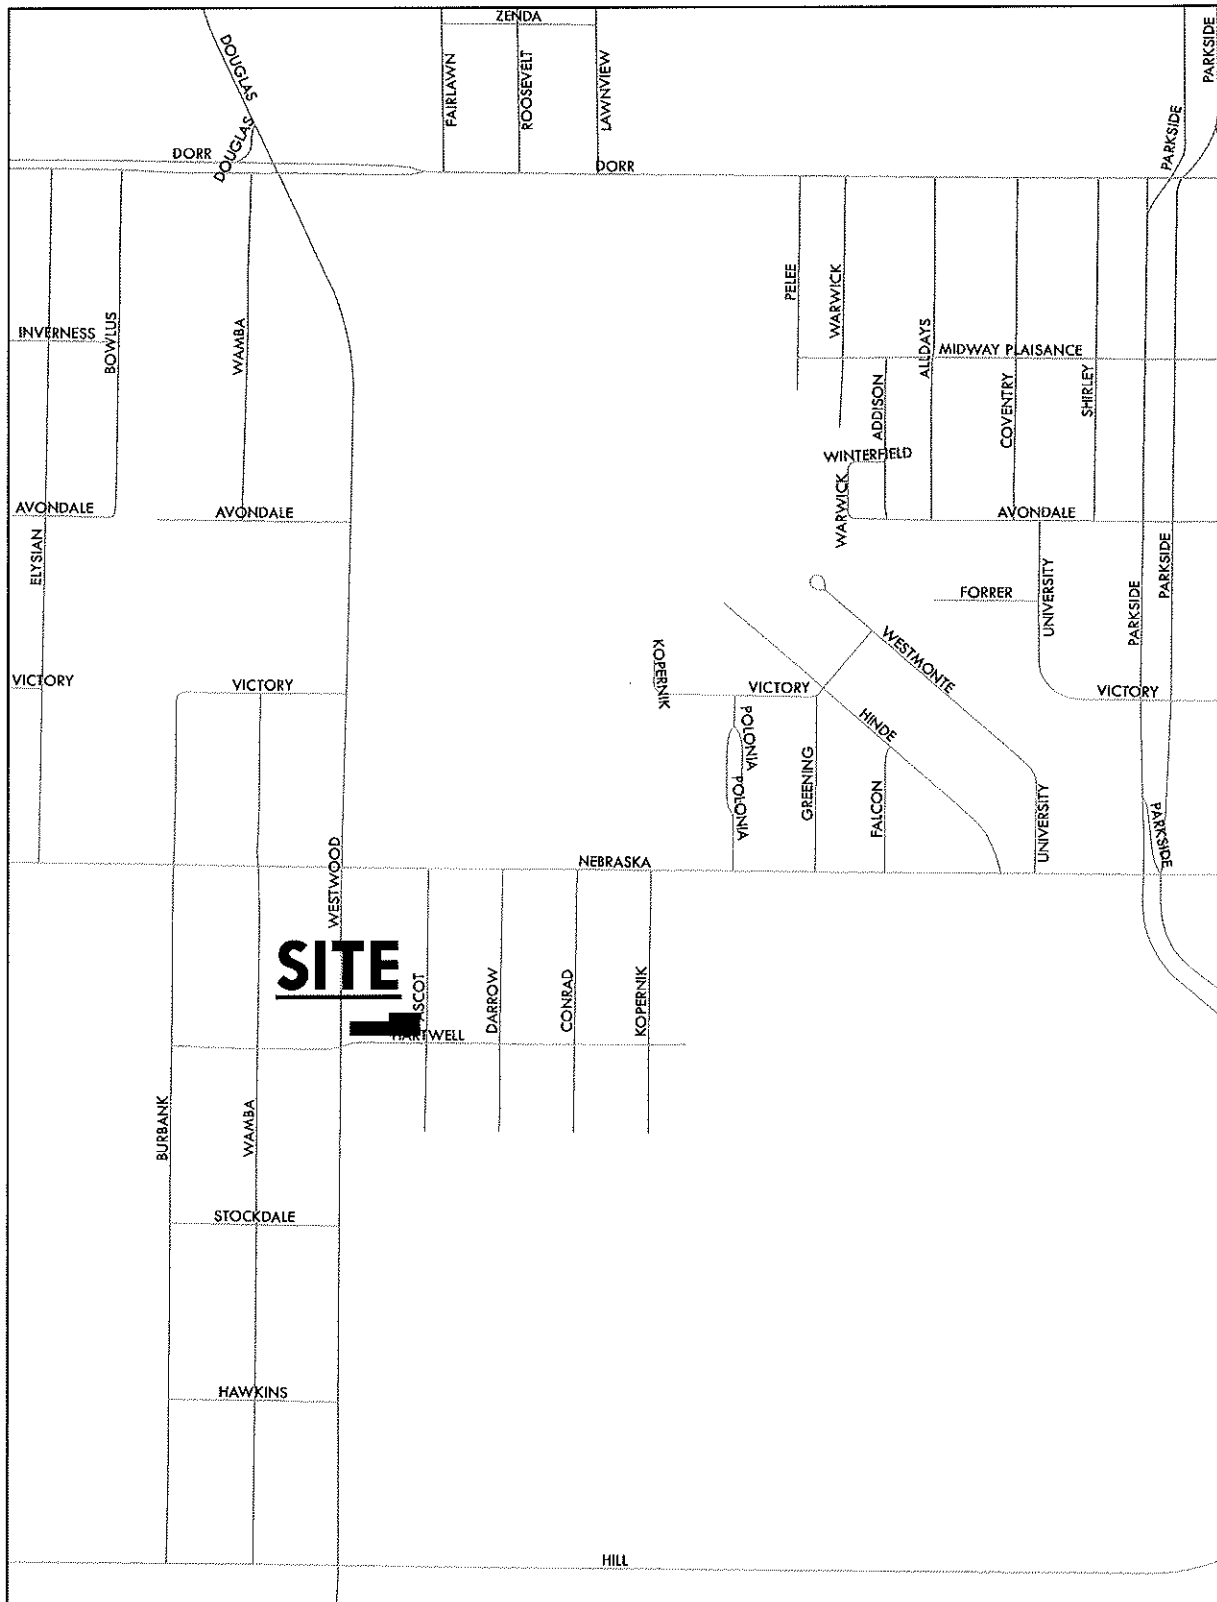 ZENDA
DOUGLAS
FAIRLAWN
ROOSEVELT
LAWNVIEW
PARKSIDE
DOUGLAS
PARKSIDE
DORR
DORR
PELEE
WARWICK
INVERNESS
BOWLUS
WAMBA
ALLDAYS
MIDWAY PLAISANCE
ADDISON
COVENTRY
SHIRLEY
WINTERFIELD
WARWICK
AVONDALE
AVONDALE
AVONDALE
ELYSIAN
PARKSIDE
PARKSIDE
UNIVERSITY
FORRER
KOPERNIK
WESTMONTE
VICTORY
VICTORY
VICTORY
VICTORY
HINDE
POLONIA
POLONIA
GREENING
FALCON
UNIVERSITY
PARKSIDE
WESTWOOD
NEBRASKA
SITE
ASCOT
DARROW
CONRAD
KOPERNIK
HARTWELL
BURBANK
WAMBA
STOCKDALE
HAWKINS
HILL